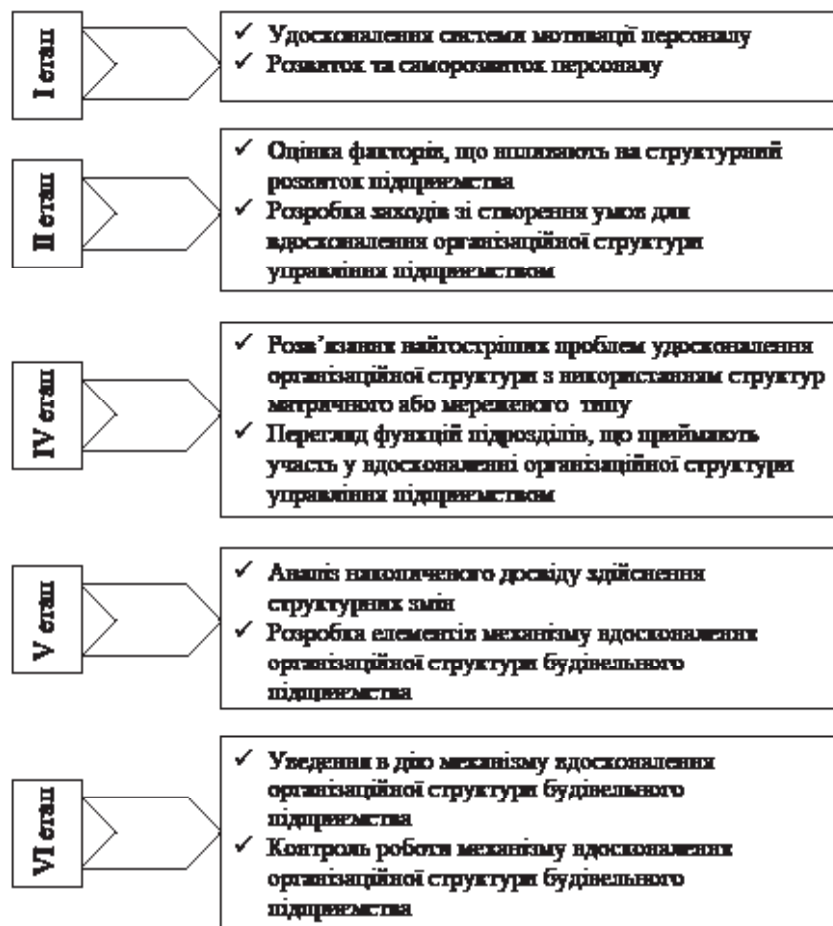 І етап
✓ Удосконалення системи мотивації персоналу
✓ Розвиток та саморозвиток персоналу
ІІ етап
✓ Оцінка факторів, що впливають на структурний
розвиток підприємства
✓ Розробка заходів зі створення умов для
вдосконалення організаційної структури
управління підприємством
IV етап
✓ Розв’язання найгостріших проблем удосконалення
організаційної структури з використанням структур
матричного або мережевого типу
✓ Перегляд функцій підрозділів, що приймають
участь у вдосконаленні організаційної структури
управління підприємством
V етап
✓ Аналіз накопиченого досвіду здійснення
структурних змін
✓ Розробка елементів механізму вдосконалення
організаційної структури будівельного
підприємства
VI етап
✓ Уведення в дію механізму вдосконалення
організаційної структури будівельного
підприємства
✓ Контроль роботи механізму вдосконалення
організаційної структури будівельного
підприємства